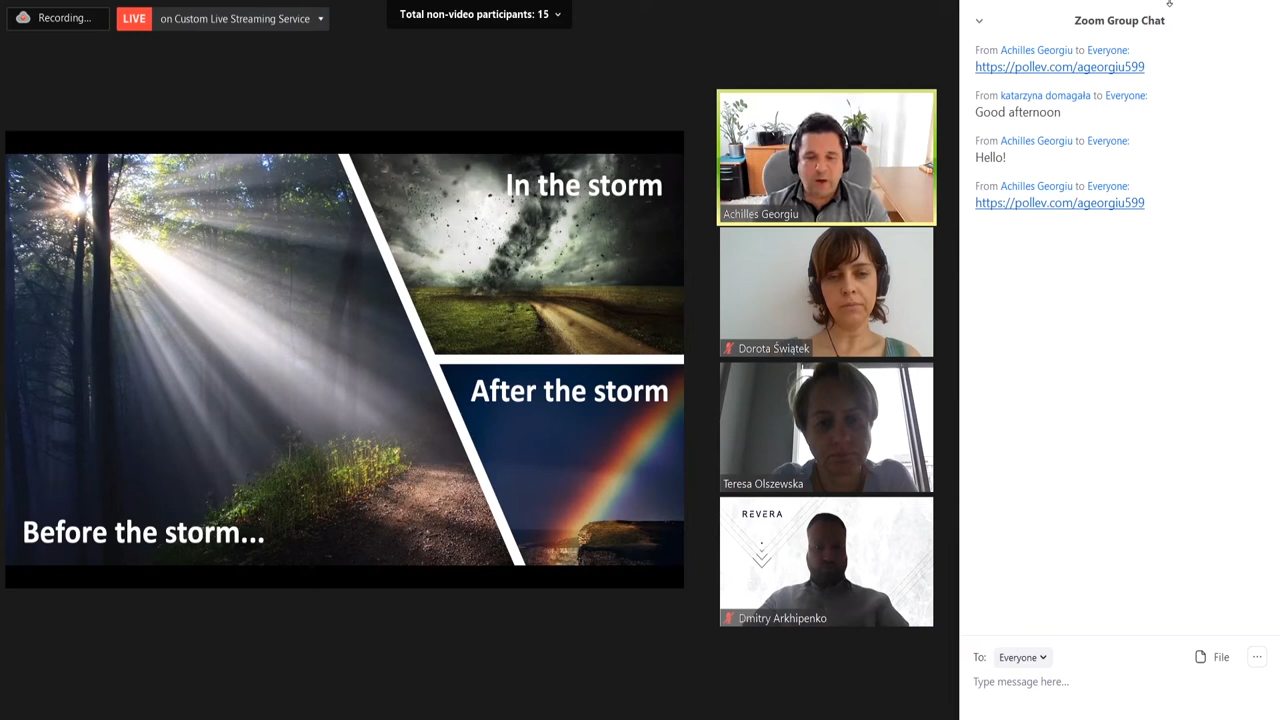 Recording...
LIVE
on Custom Live Streaming Service
Total non-video participants: 15
Zoom Group Chat
From Achilles Georgiu to Everyone:
https://pollev.com/ageorgiu599
From katarzyna domagała to Everyone:
Good afternoon
From Achilles Georgiu to Everyone:
Hello!
From Achilles Georgiu to Everyone:
https://pollev.com/ageorgiu599
In the storm
After the storm
Before the storm...
Achilles Georgiu
Dorota Świątek
Teresa Olszewska
REVERA
Dmitry Arkhipenko
To: Everyone
File
Type message here...